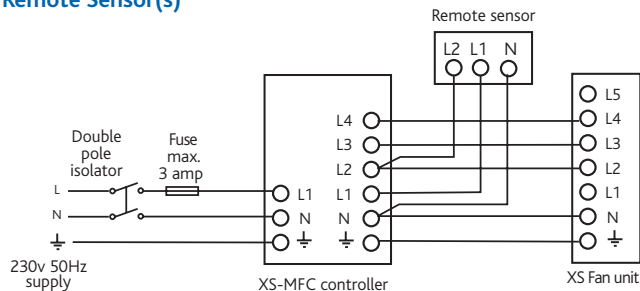 Remote Sensor(s)
Remote sensor
L2 L1 N
L5
L4 L4
L3 L3
L2 L2
L1 L1 L1
N N N
Double
pole
isolator
Fuse
max.
3 amp
L
N
230v 50Hz
supply
XS-MFC controller
XS Fan unit